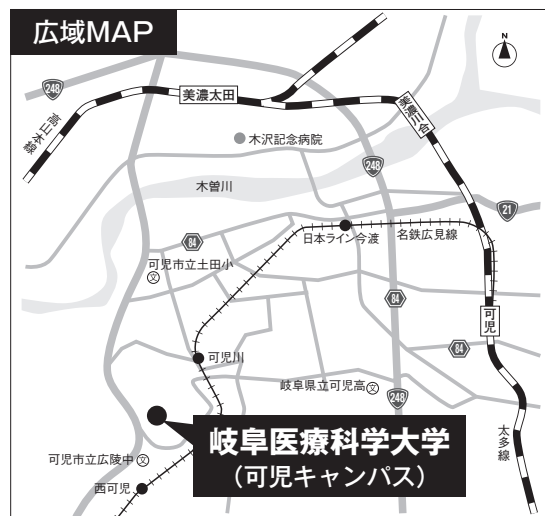 広域MAP
N
248
美濃太田
高山本線
美濃川合
木沢記念病院
248
木曽川
21
84
日本ライン今渡
名鉄広見線
可児市立土田小
文
84
可児
84
可児川
岐阜県立可児高
文
248
岐阜医療科学大学
(可児キャンパス)
太多線
可児市立広陵中
文
西可児